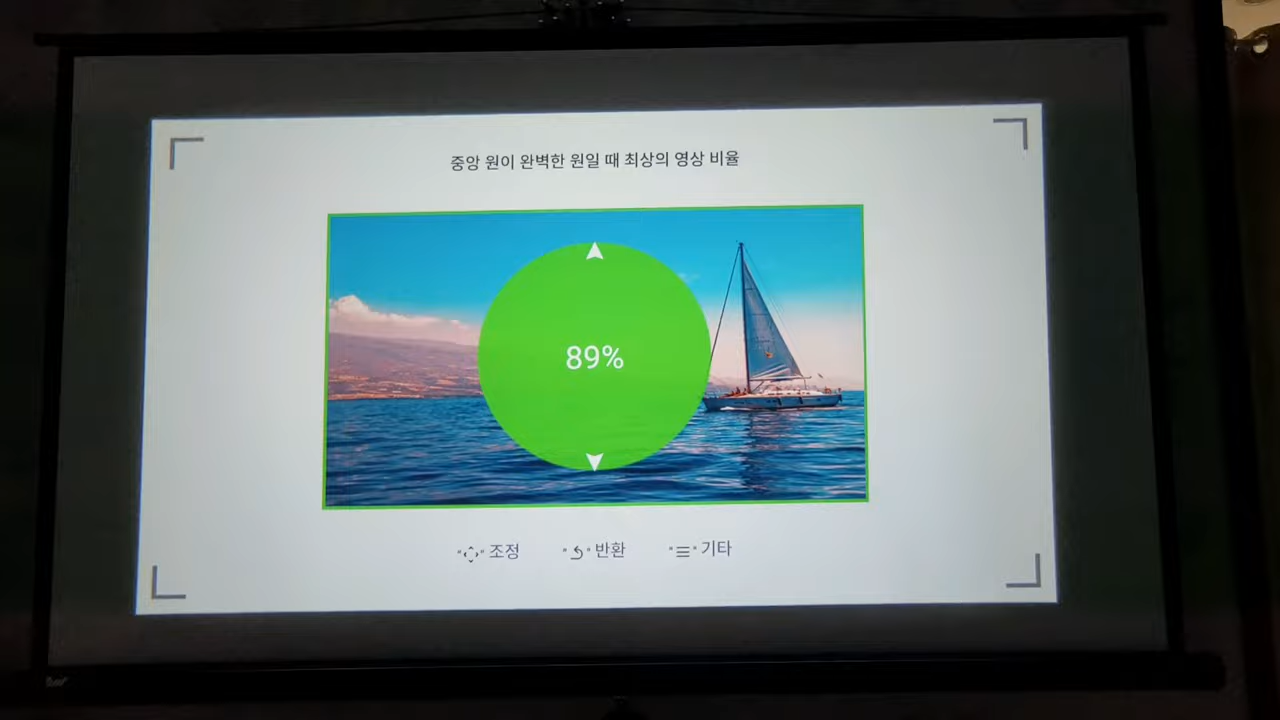 중앙 원이 완벽한 원일 때 최상의 영상 비율
89%
조정 반환 기타